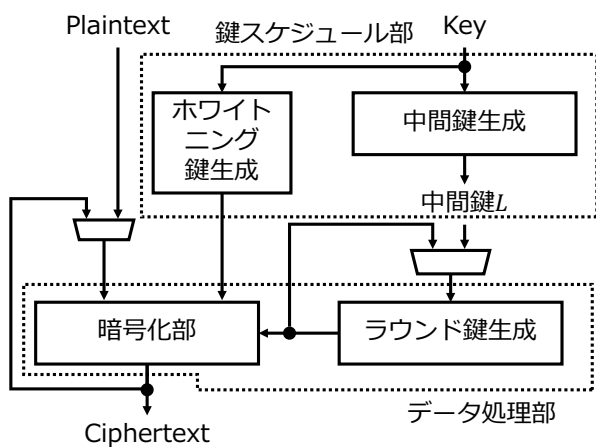 Plaintext
鍵スケジュール部
Key
ホワイト
ニング
鍵生成
中間鍵生成
中間鍵L
暗号化部
ラウンド鍵生成
データ処理部
Ciphertext